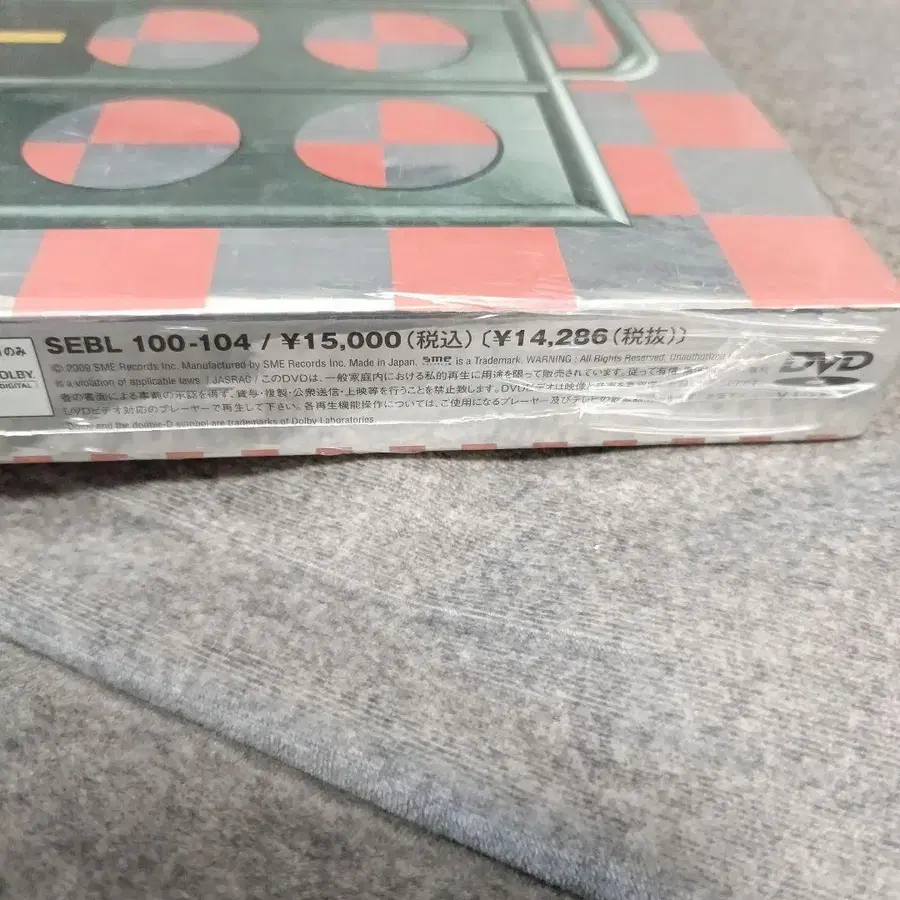 のみ
DOLBY
DIGITAL
SEBL 100-104 / ¥15,000(税込)〔¥14,286(税抜)〕
SME Records Inc. Manufactured by SME Records Inc. Made in Japan. sme is a Trademark. WARNING : All Rights Reserved. Unauthorized
is a violation of applicable laws / JASRAC / このDVDは、一般家庭内における私的再生に用途を限って販売されています。従って有償・
者の書面による事前の承認を得ず、貸与・複製・公衆送信・上映等を行うことを禁止致します。DVDビデオは映像と音声を
DVDビデオ対応のプレーヤーで再生して下さい。各再生機能操作については、ご使用になるプレーヤー及びテレビの
Dolby and the double-D symbol are trademarks of Dolby Laboratories
DVD